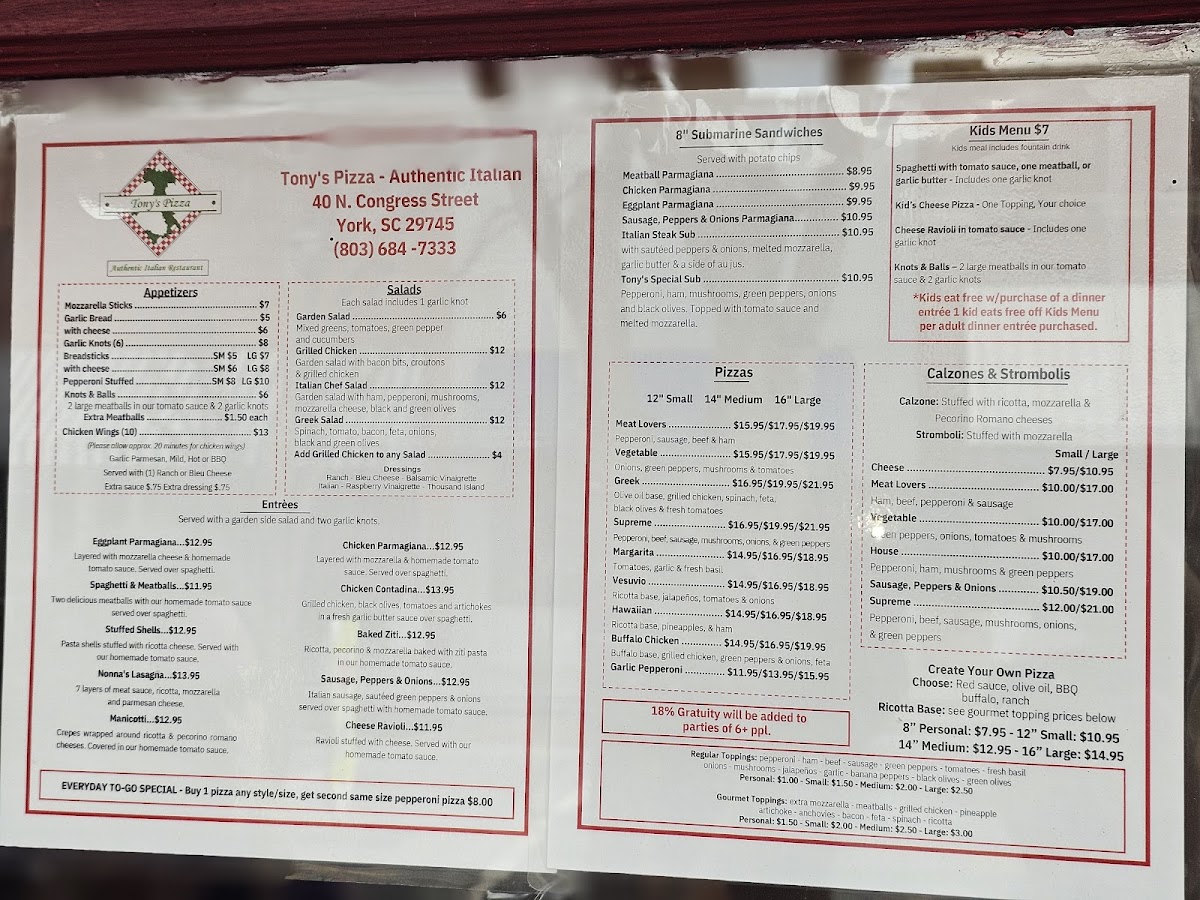 Tony's Pizza
Authentic Italian Restaurant
Tony's Pizza - Authentic Italian
40 N. Congress Street
York, SC 29745
(803) 684 -7333
Appetizers
Mozzarella Sticks ........ $7
Garlic Bread ........ $5
with cheese ........ $6
Garlic Knots (6) ........ $8
Breadsticks ........ SM $5 LG $7
with cheese ........ SM $6 LG $8
Pepperoni Stuffed ........ SM $8 LG $10
Knots & Balls ........ $6
2 large meatballs in our tomato sauce & 2 garlic knots
Extra Meatballs ........ $1.50 each
Chicken Wings (10) ........ $13
(Please allow approx. 20 minutes for chicken wings)
Garlic Parmesan, Mild, Hot or BBQ
Served with (1) Ranch or Bleu Cheese
Extra sauce $.75 Extra dressing $.75
Salads
Each salad includes 1 garlic knot
Garden Salad ........ $6
Mixed greens, tomatoes, green pepper
and cucumbers
Grilled Chicken ........ $12
Garden salad with bacon bits, croutons
& grilled chicken
Italian Chef Salad ........ $12
Garden salad with ham, pepperoni, mushrooms,
mozzarella cheese, black and green olives
Greek Salad ........ $12
Spinach, tomato, bacon, feta, onions,
black and green olives
Add Grilled Chicken to any Salad ........ $4
Dressings
Ranch - Bleu Cheese - Balsamic Vinaigrette
Italian - Raspberry Vinaigrette - Thousand Island
Entrèes
Served with a garden side salad and two garlic knots.
Eggplant Parmagiana...$12.95
Layered with mozzarella cheese & homemade
tomato sauce. Served over spaghetti.
Spaghetti & Meatballs...$11.95
Two delicious meatballs with our homemade tomato sauce
served over spaghetti.
Stuffed Shells...$12.95
Pasta shells stuffed with ricotta cheese. Served with
our homemade tomato sauce.
Nonna's Lasagna...$13.95
7 layers of meat sauce, ricotta, mozzarella
and parmesan cheese.
Manicotti...$12.95
Crepes wrapped around ricotta & pecorino romano
cheeses. Covered in our homemade tomato sauce.
Chicken Parmagiana...$12.95
Layered with mozzarella & homemade tomato
sauce. Served over spaghetti.
Chicken Contadina...$13.95
Grilled chicken, black olives, tomatoes and artichokes
in a fresh garlic butter sauce over spaghetti.
Baked Ziti...$12.95
Ricotta, pecorino & mozzarella baked with ziti pasta
in our homemade tomato sauce.
Sausage, Peppers & Onions...$12.95
Italian sausage, sautéed green peppers & onions
served over spaghetti with homemade tomato sauce.
Cheese Ravioli...$11.95
Ravioli stuffed with cheese. Served with our
homemade tomato sauce.
EVERYDAY TO-GO SPECIAL - Buy 1 pizza any style/size, get second same size pepperoni pizza $8.00
8" Submarine Sandwiches
Served with potato chips
Meatball Parmagiana ........ $8.95
Chicken Parmagiana ........ $9.95
Eggplant Parmagiana ........ $9.95
Sausage, Peppers & Onions Parmagiana........ $10.95
Italian Steak Sub ........ $10.95
with sautéed peppers & onions, melted mozzarella,
garlic butter & a side of au jus.
Tony's Special Sub ........ $10.95
Pepperoni, ham, mushrooms, green peppers, onions
and black olives. Topped with tomato sauce and
melted mozzarella.
Kids Menu $7
Kids meal includes fountain drink
Spaghetti with tomato sauce, one meatball, or
garlic butter - Includes one garlic knot
Kid's Cheese Pizza - One Topping, Your choice
Cheese Ravioli in tomato sauce - Includes one
garlic knot
Knots & Balls – 2 large meatballs in our tomato
sauce & 2 garlic knots
*Kids eat free w/purchase of a dinner
entrée 1 kid eats free off Kids Menu
per adult dinner entrée purchased.
Pizzas
12" Small 14" Medium 16" Large
Meat Lovers ........ $15.95/$17.95/$19.95
Pepperoni, sausage, beef & ham
Vegetable ........ $15.95/$17.95/$19.95
Onions, green peppers, mushrooms & tomatoes
Greek ........ $16.95/$19.95/$21.95
Olive oil base, grilled chicken, spinach, feta,
black olives & fresh tomatoes
Supreme ........ $16.95/$19.95/$21.95
Pepperoni, beef, sausage, mushrooms, onions, & green peppers
Margarita ........ $14.95/$16.95/$18.95
Tomatoes, garlic & fresh basil
Vesuvio ........ $14.95/$16.95/$18.95
Ricotta base, jalapeños, tomatoes & onions
Hawaiian ........ $14.95/$16.95/$18.95
Ricotta base, pineapples, & ham
Buffalo Chicken ........ $14.95/$16.95/$19.95
Buffalo base, grilled chicken, green peppers & onions, feta
Garlic Pepperoni ........ $11.95/$13.95/$15.95
18% Gratuity will be added to
parties of 6+ ppl.
Calzones & Strombolis
Calzone: Stuffed with ricotta, mozzarella &
Pecorino Romano cheeses
Stromboli: Stuffed with mozzarella
Small / Large
Cheese ........ $7.95/$10.95
Meat Lovers ........ $10.00/$17.00
Ham, beef, pepperoni & sausage
Vegetable ........ $10.00/$17.00
Green peppers, onions, tomatoes & mushrooms
House ........ $10.00/$17.00
Pepperoni, ham, mushrooms & green peppers
Sausage, Peppers & Onions ........ $10.50/$19.00
Supreme ........ $12.00/$21.00
Pepperoni, beef, sausage, mushrooms, onions,
& green peppers
Create Your Own Pizza
Choose: Red sauce, olive oil, BBQ
buffalo, ranch
Ricotta Base: see gourmet topping prices below
8" Personal: $7.95 - 12" Small: $10.95
14" Medium: $12.95 - 16" Large: $14.95
Regular Toppings: pepperoni - ham - beef - sausage - green peppers - tomatoes - fresh basil
onions - mushrooms - jalapeños - garlic - banana peppers - black olives - green olives
Personal: $1.00 - Small: $1.50 - Medium: $2.00 - Large: $2.50
Gourmet Toppings: extra mozzarella - meatballs - grilled chicken - pineapple
artichoke - anchovies - bacon - feta - spinach - ricotta
Personal: $1.50 - Small: $2.00 - Medium: $2.50 - Large: $3.00